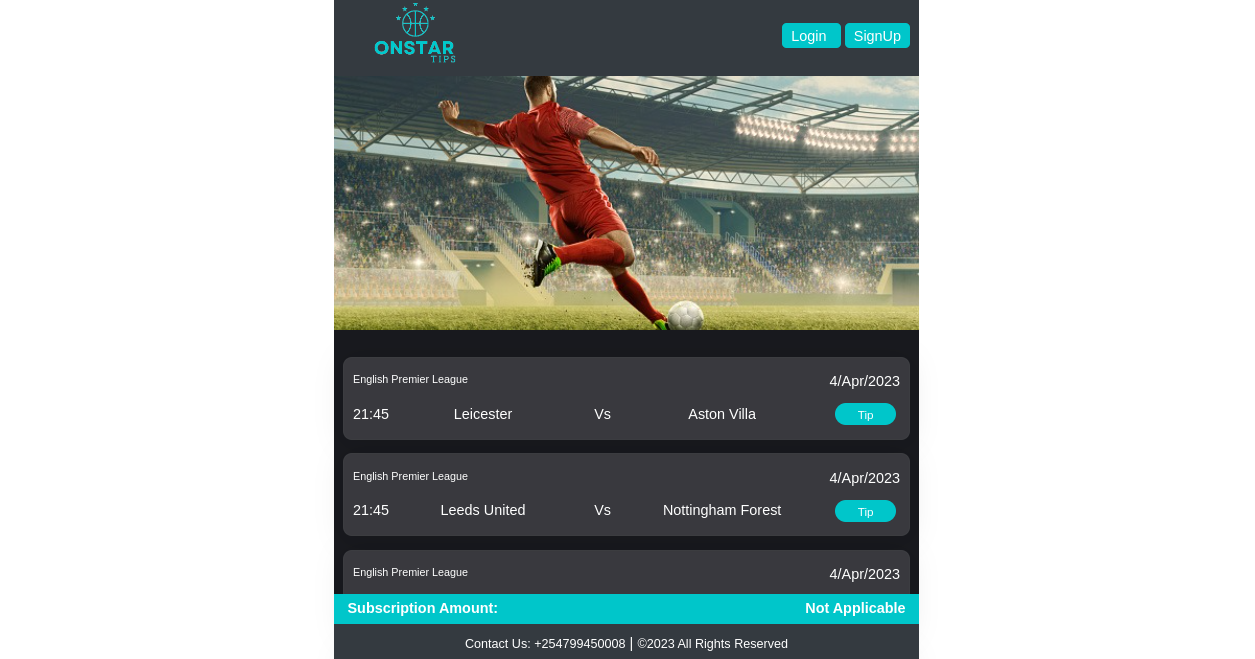 ONSTAR
TIPS
Login
SignUp
English Premier League
4/Apr/2023
21:45 Leicester Vs Aston Villa Tip
English Premier League
4/Apr/2023
21:45 Leeds United Vs Nottingham Forest Tip
English Premier League
4/Apr/2023
Subscription Amount: Not Applicable
Contact Us: +254799450008 | ©2023 All Rights Reserved